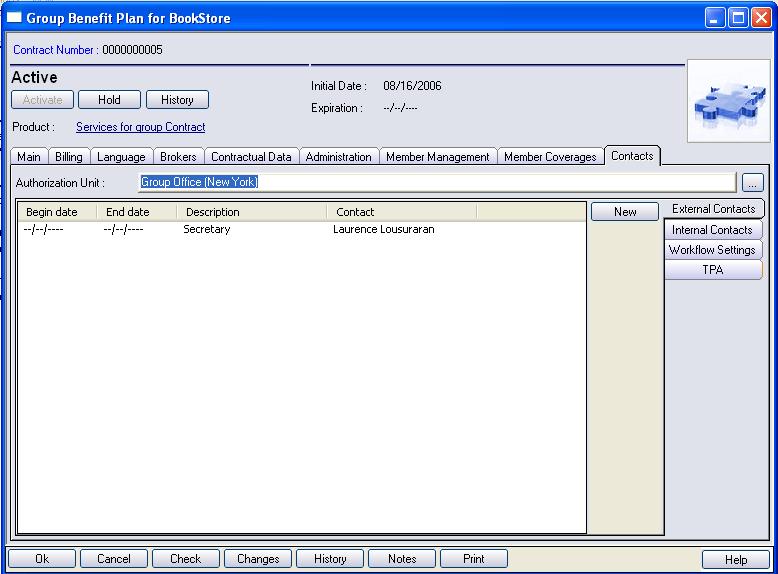 Group Benefit Plan for BookStore
Contract Number : 0000000005
Active
Initial Date : 08/16/2006
Activate Hold History
Expiration : --/--/----
Product : Services for group Contract
Main Billing Language Brokers Contractual Data Administration Member Management Member Coverages Contacts
Authorization Unit : Group Office (New York) ...
Begin date End date Description Contact New External Contacts
--/--/---- --/--/---- Secretary Laurence Lousuraran Internal Contacts
Workflow Settings
TPA
Ok Cancel Check Changes History Notes Print Help